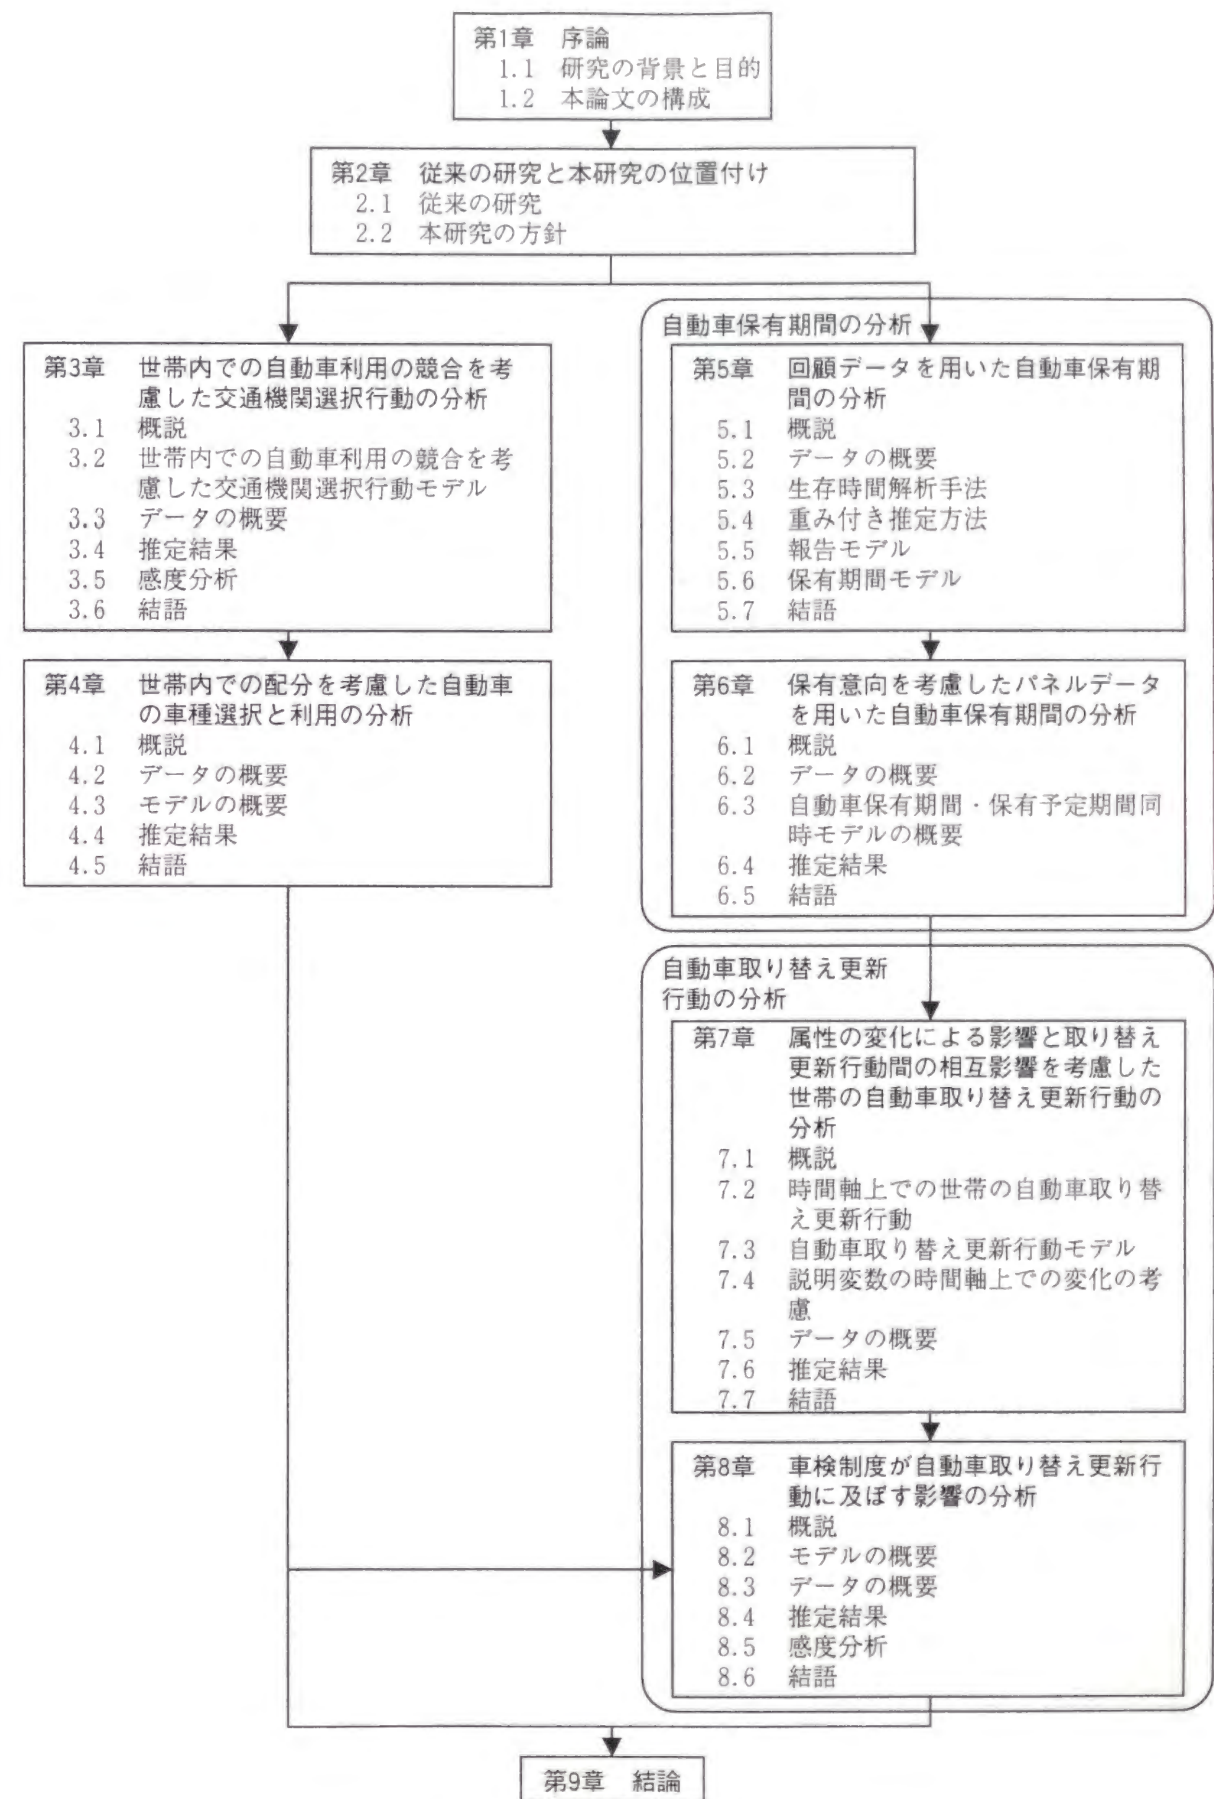 第1章 序論
1.1 研究の背景と目的
1.2 本論文の構成
第2章 従来の研究と本研究の位置付け
2.1 従来の研究
2.2 本研究の方針
第3章 世帯内での自動車利用の競合を考
慮した交通機関選択行動の分析
3.1 概説
3.2 世帯内での自動車利用の競合を考
慮した交通機関選択行動モデル
3.3 データの概要
3.4 推定結果
3.5 感度分析
3.6 結語
第4章 世帯内での配分を考慮した自動車
の車種選択と利用の分析
4.1 概説
4.2 データの概要
4.3 モデルの概要
4.4 推定結果
4.5 結語
自動車保有期間の分析
第5章 回顧データを用いた自動車保有期
間の分析
5.1 概説
5.2 データの概要
5.3 生存時間解析手法
5.4 重み付き推定方法
5.5 報告モデル
5.6 保有期間モデル
5.7 結語
第6章 保有意向を考慮したパネルデータ
を用いた自動車保有期間の分析
6.1 概説
6.2 データの概要
6.3 自動車保有期間・保有予定期間同
時モデルの概要
6.4 推定結果
6.5 結語
自動車取り替え更新
行動の分析
第7章 属性の変化による影響と取り替え
更新行動間の相互影響を考慮した
世帯の自動車取り替え更新行動の
分析
7.1 概説
7.2 時間軸上での世帯の自動車取り替
え更新行動
7.3 自動車取り替え更新行動モデル
7.4 説明変数の時間軸上での変化の考
慮
7.5 データの概要
7.6 推定結果
7.7 結語
第8章 車検制度が自動車取り替え更新行
動に及ぼす影響の分析
8.1 概説
8.2 モデルの概要
8.3 データの概要
8.4 推定結果
8.5 感度分析
8.6 結語
第9章 結論